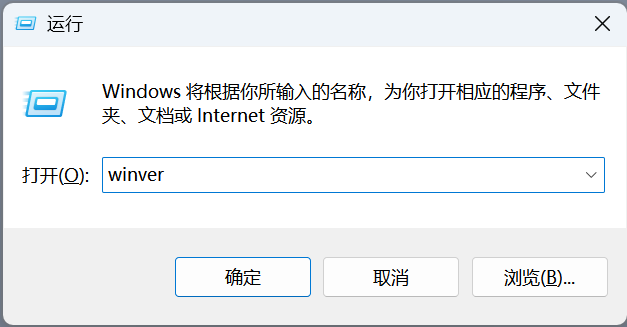 运行
Windows 将根据你所输入的名称，为你打开相应的程序、文件
夹、文档或 Internet 资源。
打开(O): winver
确定 取消 浏览(B)...